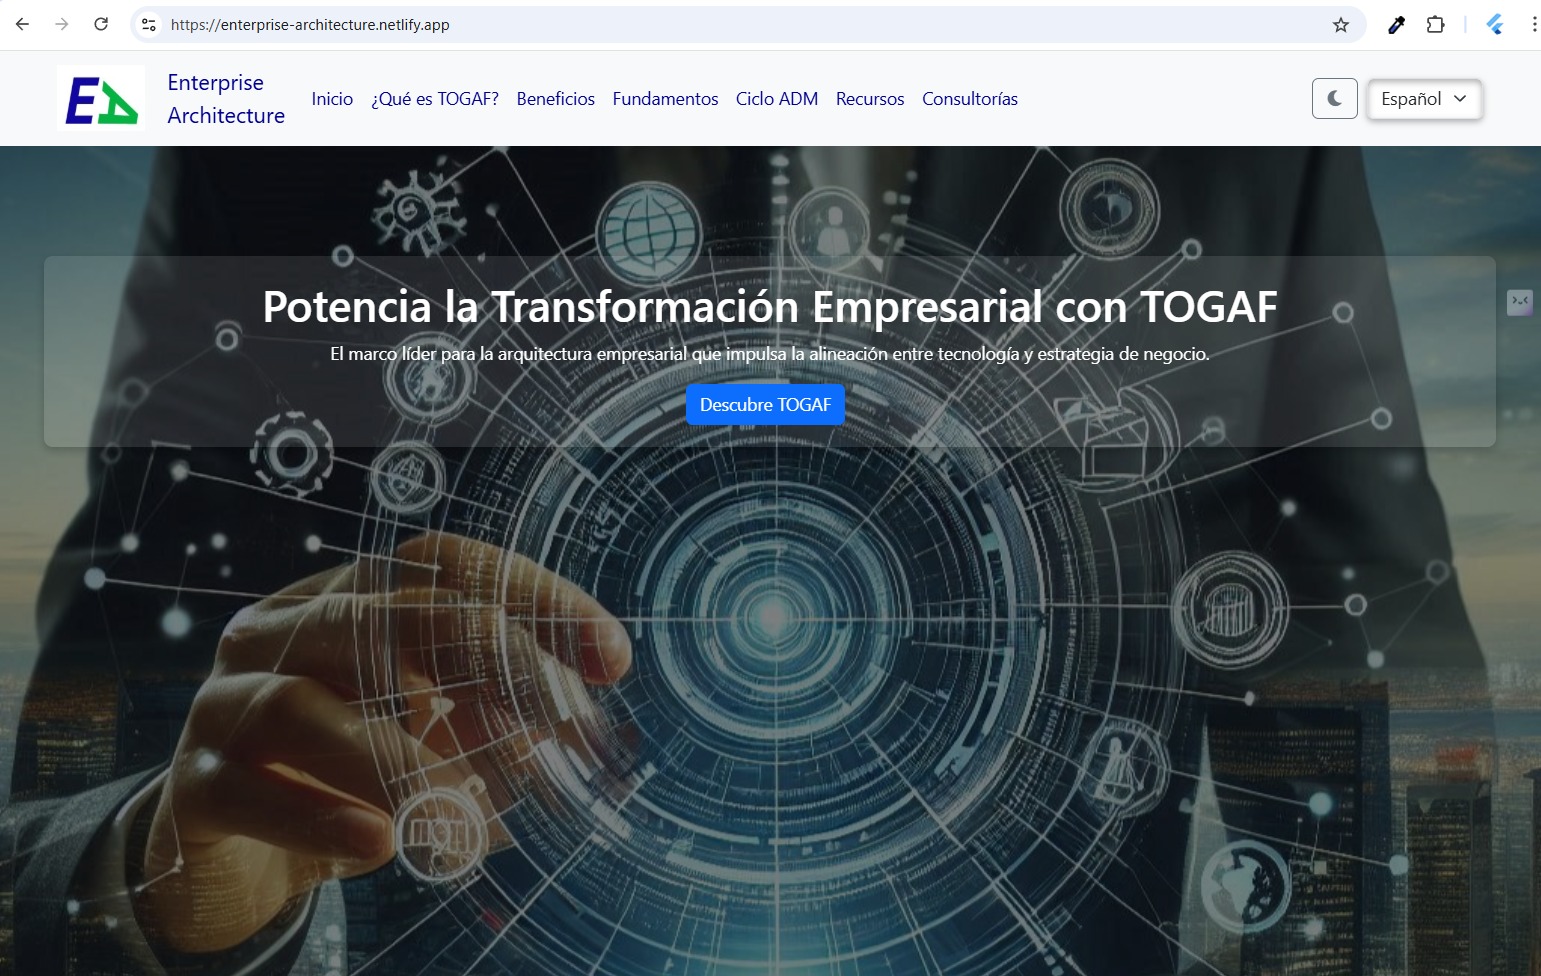 https://enterprise-architecture.netlify.app
EA
Enterprise
Architecture
Inicio ¿Qué es TOGAF? Beneficios Fundamentos Ciclo ADM Recursos Consultorías
Español
Potencia la Transformación Empresarial con TOGAF
El marco líder para la arquitectura empresarial que impulsa la alineación entre tecnología y estrategia de negocio.
Descubre TOGAF